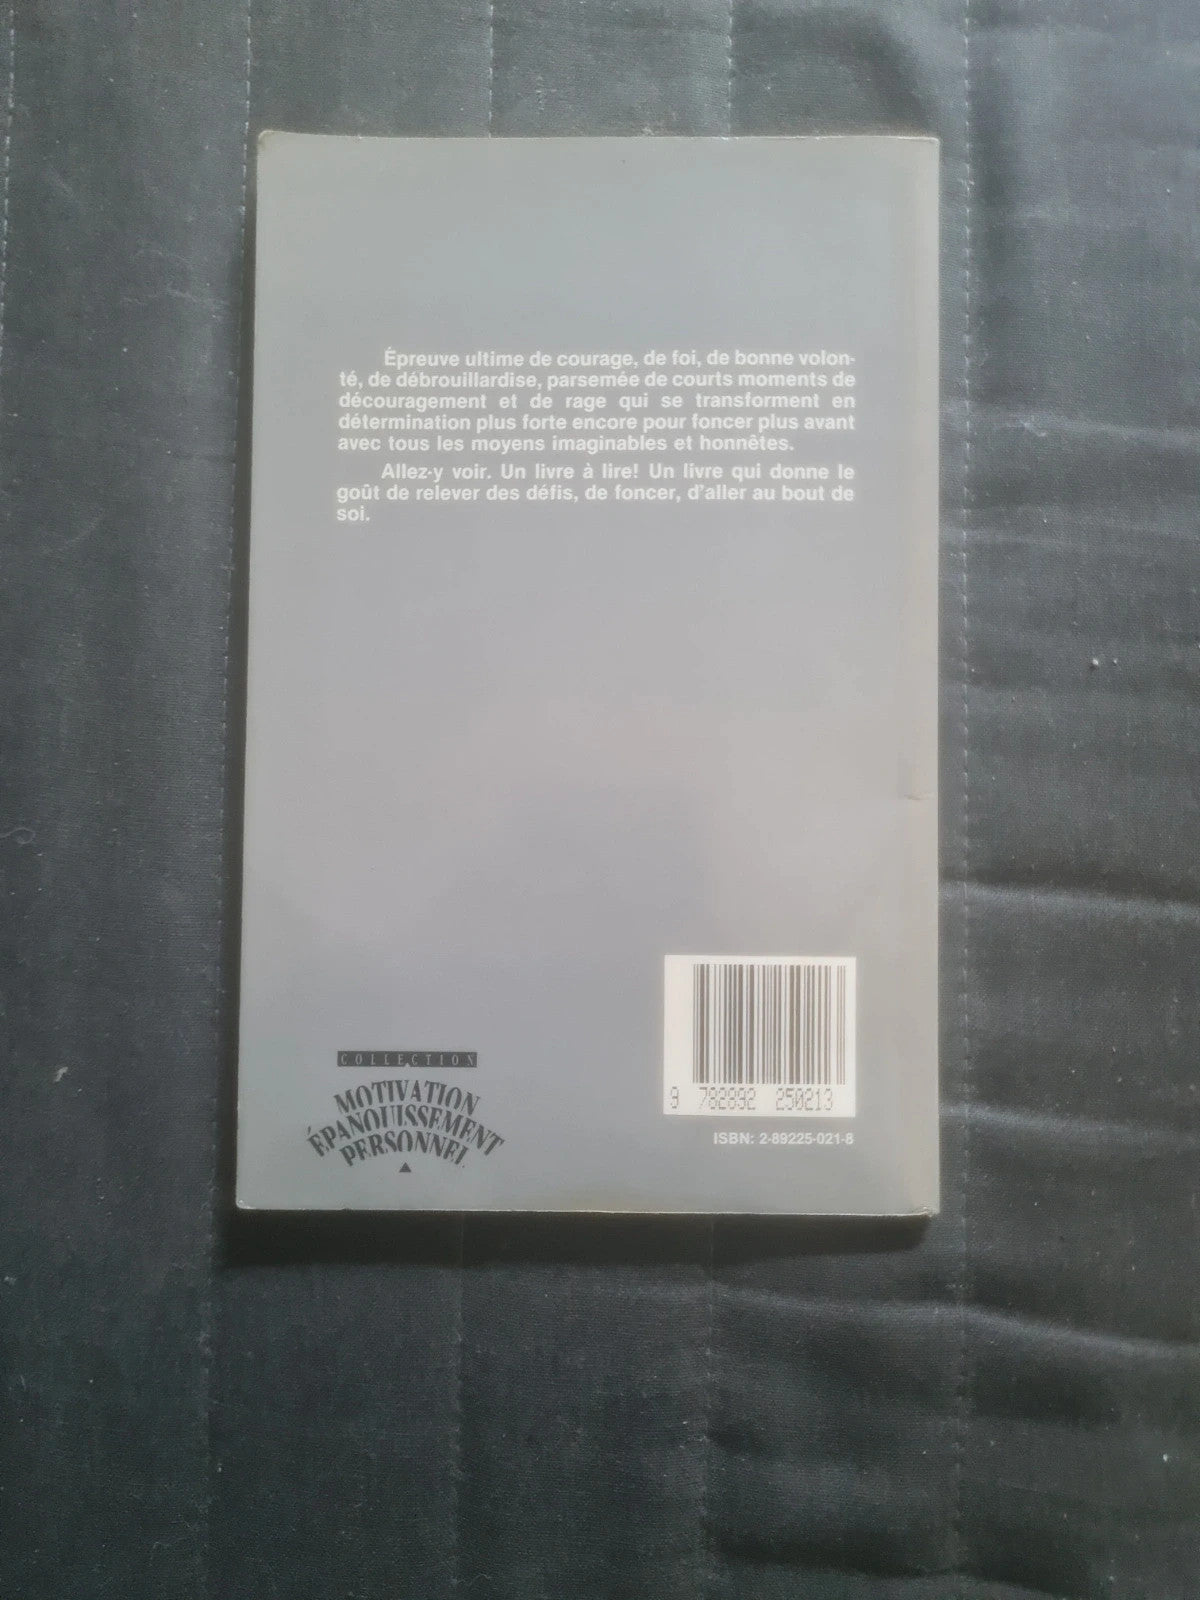 Épreuve ultime de courage, de foi, de bonne volon-
té, de débrouillardise, parsemée de courts moments de
découragement et de rage qui se transforment en
détermination plus forte encore pour foncer plus avant
avec tous les moyens imaginables et honnêtes.
Allez-y voir. Un livre à lire! Un livre qui donne le
goût de relever des défis, de foncer, d'aller au bout de
soi.
COLLECTION
MOTIVATION
ÉPANOUISSEMENT
PERSONNEL
9 782892 250213
ISBN: 2-89225-021-8